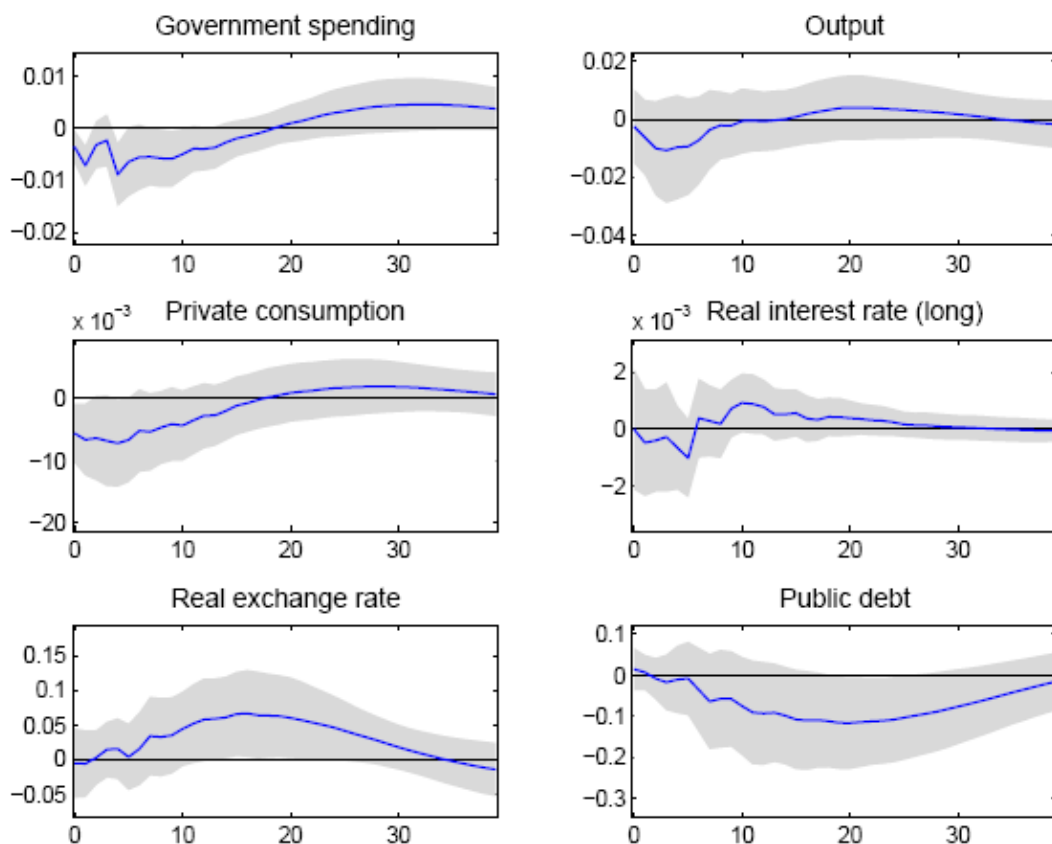 Government spending
Output
0.01
0
−0.01
−0.02
0 10 20 30
0.02
0
−0.02
−0.04
0 10 20 30
x 10⁻³ Private consumption
0
−10
−20
0 10 20 30
x 10⁻³ Real interest rate (long)
2
0
−2
0 10 20 30
Real exchange rate
0.15
0.1
0.05
0
−0.05
0 10 20 30
Public debt
0.1
0
−0.1
−0.2
−0.3
0 10 20 30